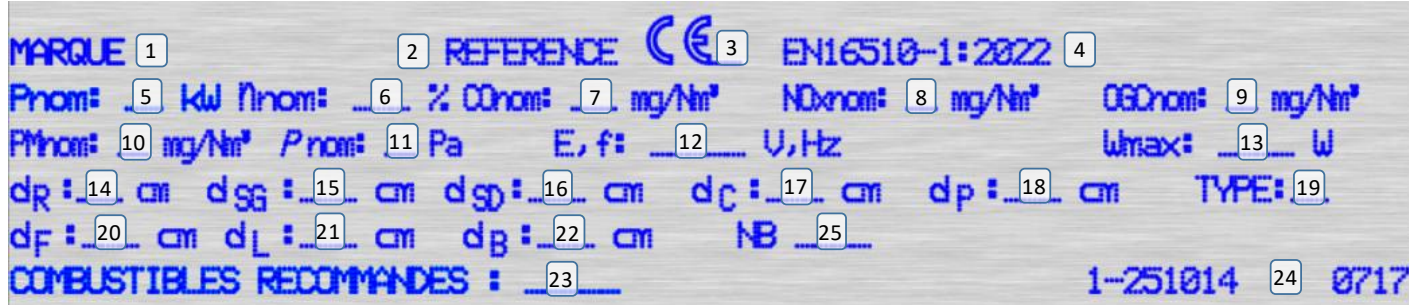 MARQUE 1 2 REFERENCE CE 3 EN16510-1:2022 4
Pnom: 5 kW ηnom: 6 % COnom: 7 mg/Nm³ NOxnom: 8 mg/Nm³ OGCnom: 9 mg/Nm³
PMnom: 10 mg/Nm³ Pnom: 11 Pa E,f: 12 V,Hz Wmax: 13 W
dR : 14 cm dSG : 15 cm dSD : 16 cm dC : 17 cm dP : 18 cm TYPE: 19
dF : 20 cm dL : 21 cm dB : 22 cm NB 25
COMBUSTIBLES RECOMMANDES : 23 1-251014 24 0717